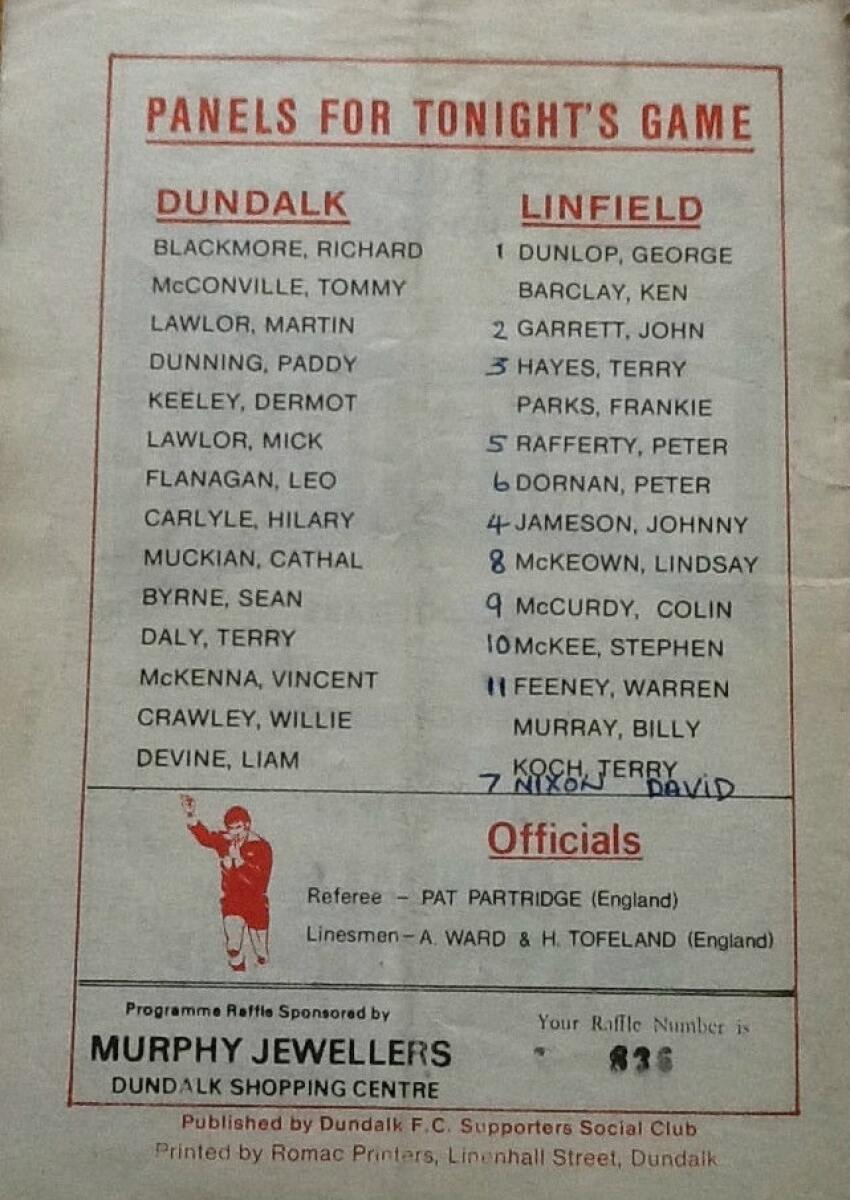 PANELS FOR TONIGHT'S GAME
DUNDALK
BLACKMORE, RICHARD
McCONVILLE, TOMMY
LAWLOR, MARTIN
DUNNING, PADDY
KEELEY, DERMOT
LAWLOR, MICK
FLANAGAN, LEO
CARLYLE, HILARY
MUCKIAN, CATHAL
BYRNE, SEAN
DALY, TERRY
McKENNA, VINCENT
CRAWLEY, WILLIE
DEVINE, LIAM
LINFIELD
1 DUNLOP, GEORGE
BARCLAY, KEN
2 GARRETT, JOHN
3 HAYES, TERRY
PARKS, FRANKIE
5 RAFFERTY, PETER
6 DORNAN, PETER
4 JAMESON, JOHNNY
8 McKEOWN, LINDSAY
9 McCURDY, COLIN
10 McKEE, STEPHEN
11 FEENEY, WARREN
MURRAY, BILLY
KOCH, TERRY
7 NIXON DAVID
Officials
Referee – PAT PARTRIDGE (England)
Linesmen – A. WARD & H. TOFELAND (England)
Programme Raffle Sponsored by
MURPHY JEWELLERS
DUNDALK SHOPPING CENTRE
Your Raffle Number is
836
Published by Dundalk F.C. Supporters Social Club
Printed by Romac Printers, Linenhall Street, Dundalk